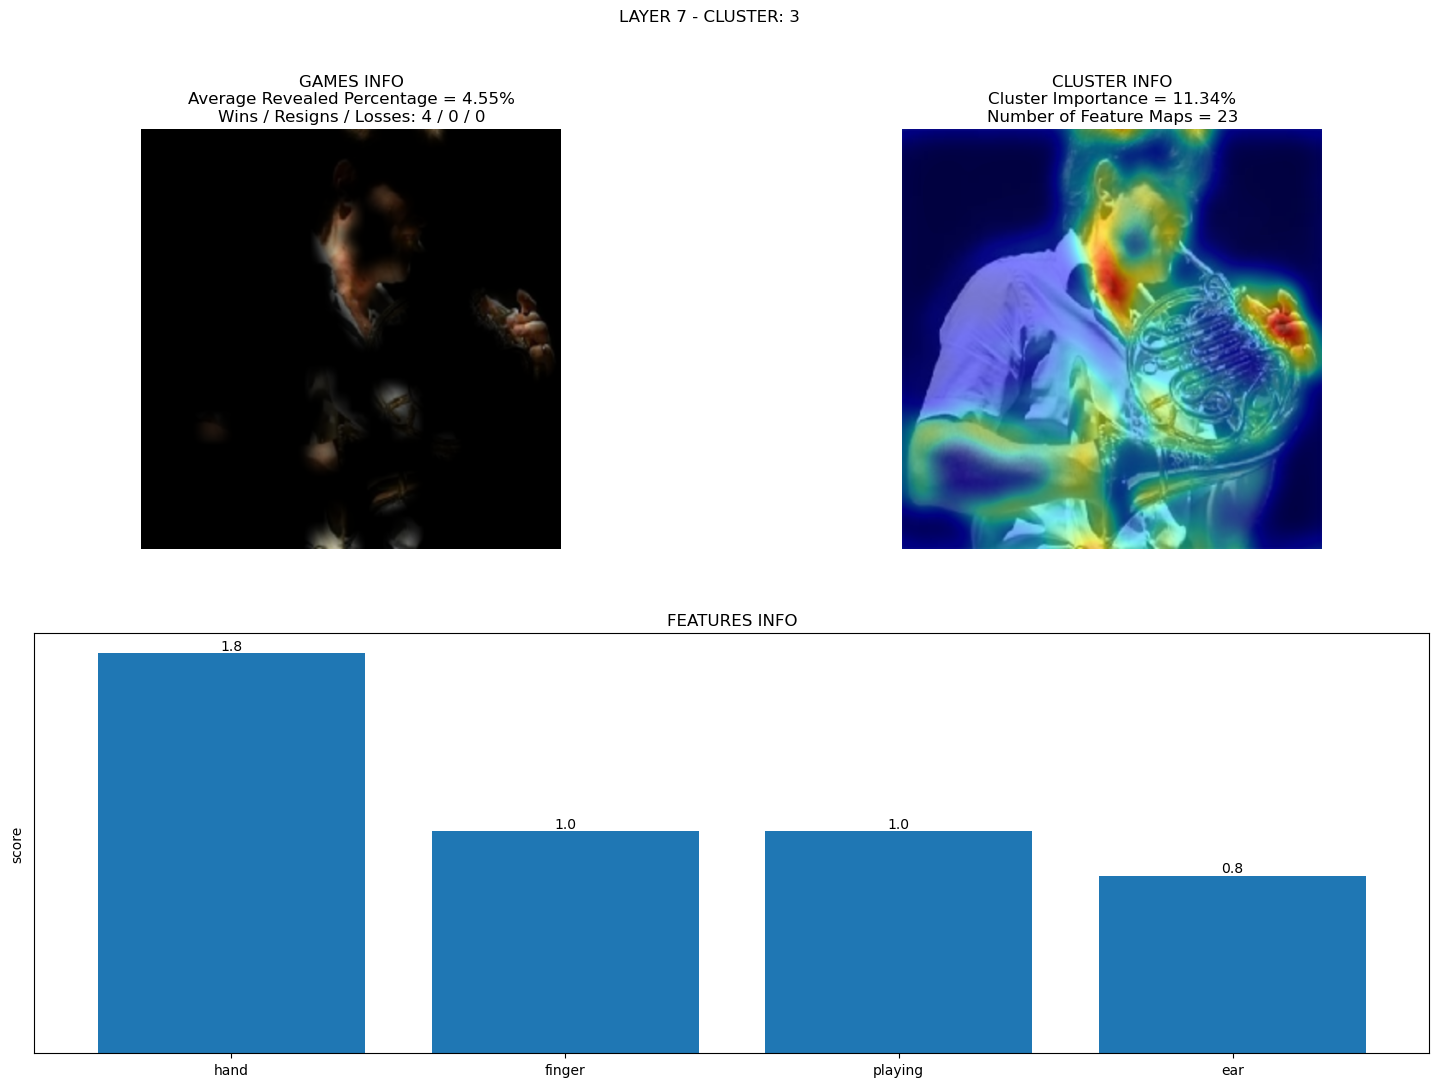 LAYER 7 - CLUSTER: 3
GAMES INFO
Average Revealed Percentage = 4.55%
Wins / Resigns / Losses: 4 / 0 / 0
CLUSTER INFO
Cluster Importance = 11.34%
Number of Feature Maps = 23
FEATURES INFO
score
1.8
1.0
1.0
0.8
hand
finger
playing
ear